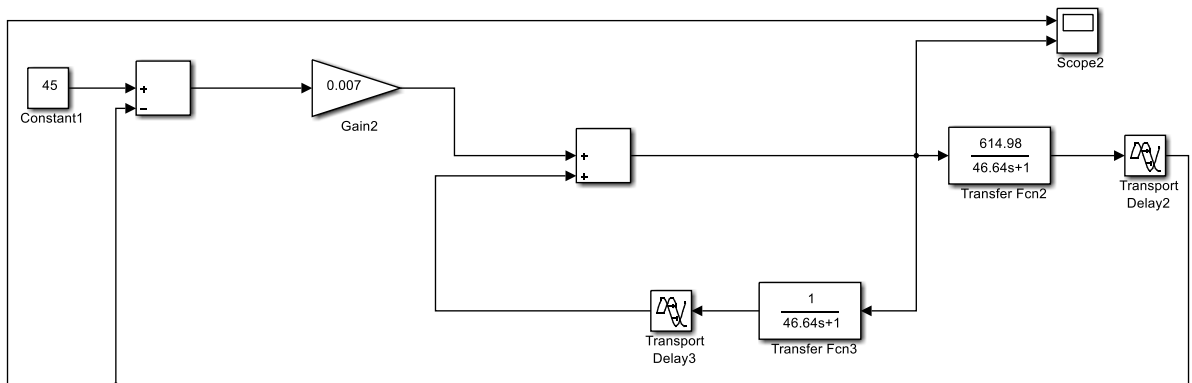 Scope2
45
+
−
Constant1
0.007
Gain2
+
+
614.98
46.64s+1
Transfer Fcn2
Transport
Delay2
1
46.64s+1
Transfer Fcn3
Transport
Delay3